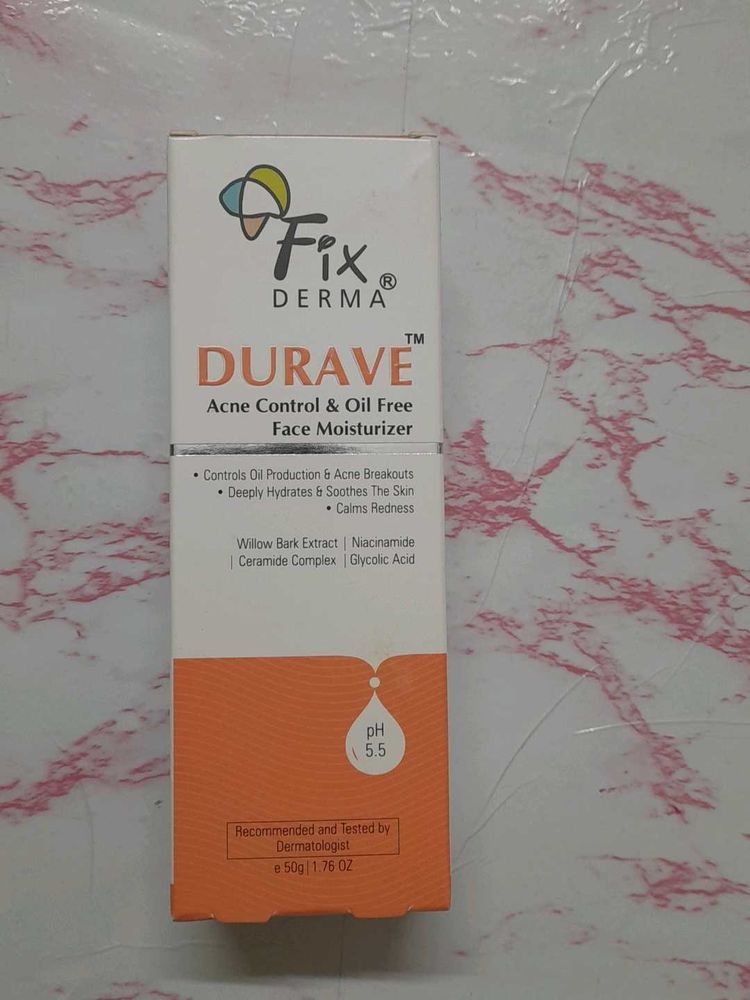 Fix
DERMA®
DURAVE™
Acne Control & Oil Free
Face Moisturizer
• Controls Oil Production & Acne Breakouts
• Deeply Hydrates & Soothes The Skin
• Calms Redness
Willow Bark Extract | Niacinamide
| Ceramide Complex | Glycolic Acid
pH
5.5
Recommended and Tested by
Dermatologist
e 50g | 1.76 OZ